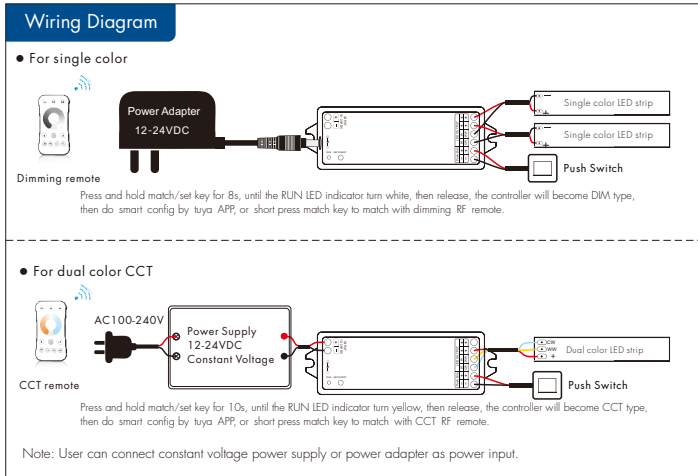 Wiring Diagram
● For single color
Power Adapter
12-24VDC
Single color LED strip
Single color LED strip
Push Switch
Dimming remote
Press and hold match/set key for 8s, until the RUN LED indicator turn white, then release, the controller will become DIM type,
then do smart config by tuya APP, or short press match key to match with dimming RF remote.
● For dual color CCT
AC100-240V
Power Supply
12-24VDC
Constant Voltage
CW
WW
+
Dual color LED strip
Push Switch
CCT remote
Press and hold match/set key for 10s, until the RUN LED indicator turn yellow, then release, the controller will become CCT type,
then do smart config by tuya APP, or short press match key to match with CCT RF remote.
Note: User can connect constant voltage power supply or power adapter as power input.